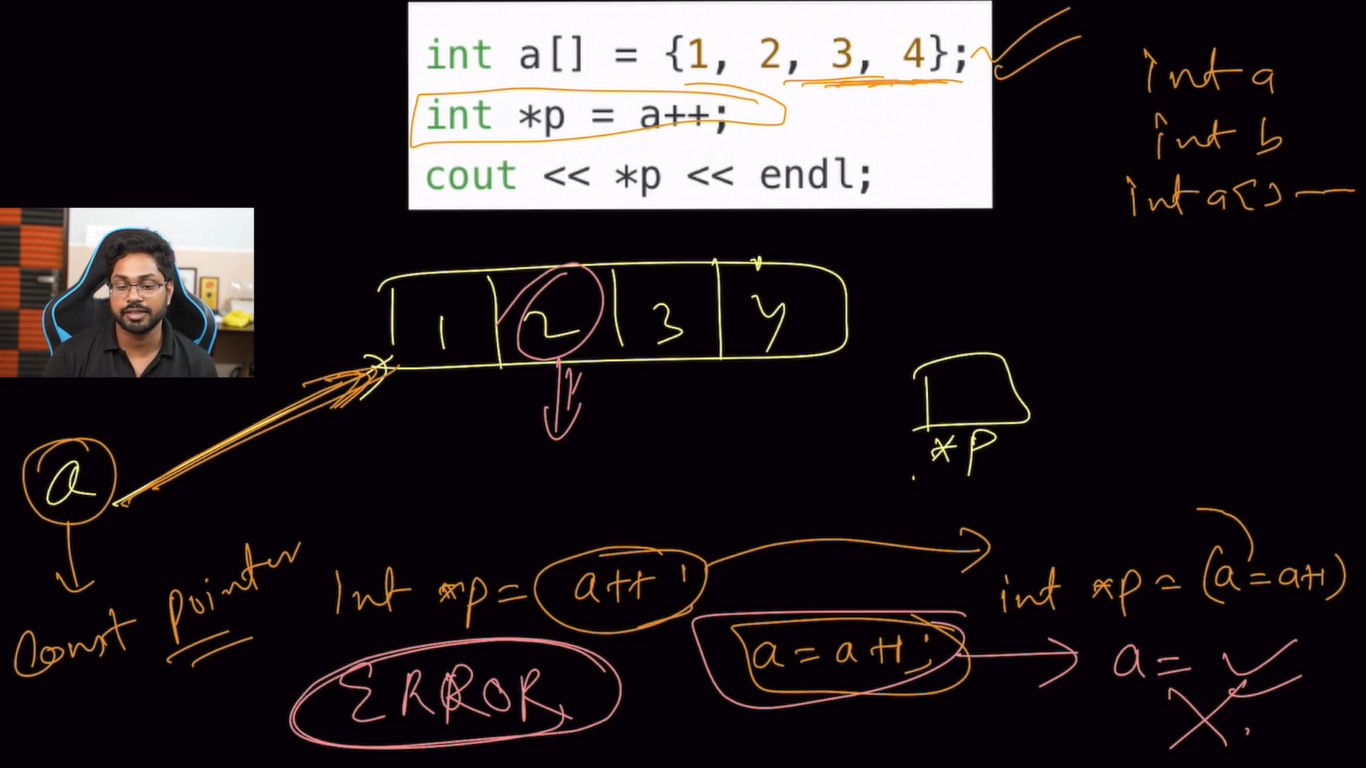 int a[] = {1, 2, 3, 4};
int *p = a++;
cout << *p << endl;
int a
int b
int a[]
1 2 3 4
*p
a
const pointer
Int *p = a++;
int *p = (a = a+1)
a = a+1;
a =
ERROR